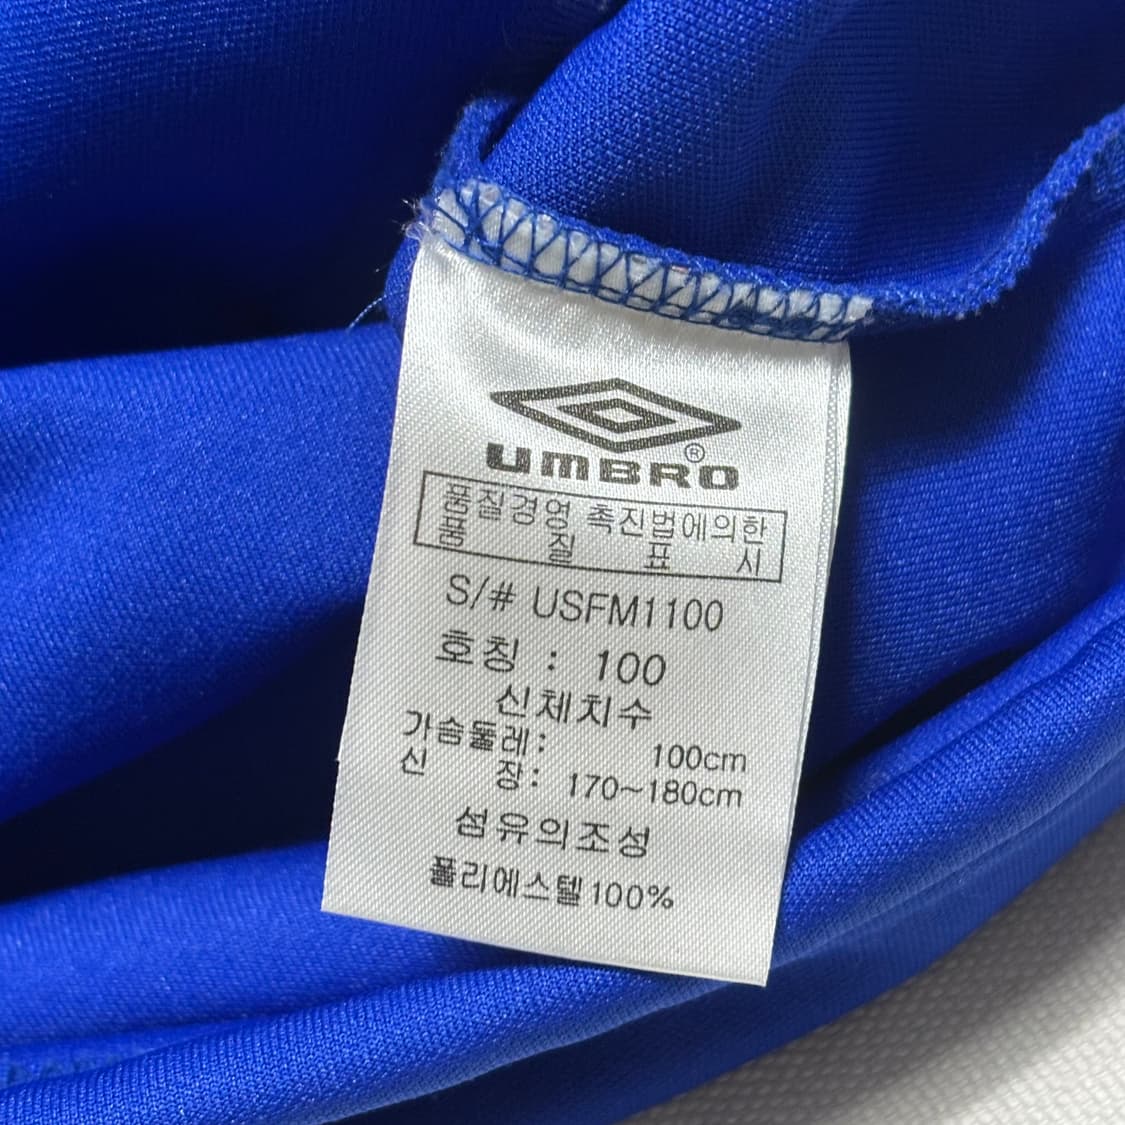 UMBRO®
품질경영 촉진법에의한
품 질 표 시
S/# USFM1100
호칭 : 100
신체치수
가슴둘레: 100cm
신 장: 170~180cm
섬유의조성
폴리에스텔100%